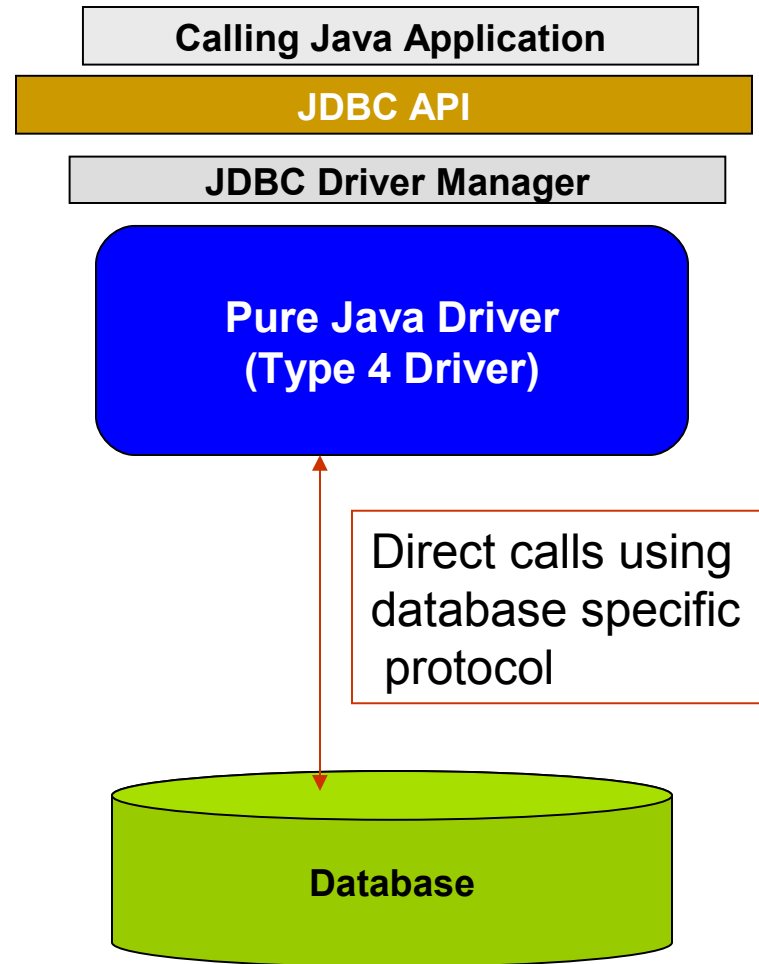 Calling Java Application
JDBC API
JDBC Driver Manager
Pure Java Driver
(Type 4 Driver)
Direct calls using
database specific
protocol
Database